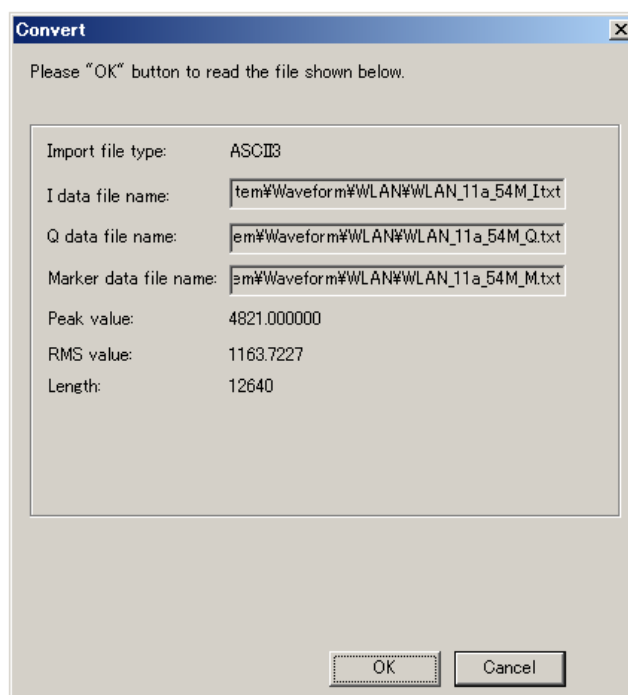 Convert
Please "OK" button to read the file shown below.
Import file type: ASCII3
I data file name: tem¥Waveform¥WLAN¥WLAN_11a_54M_I.txt
Q data file name: em¥Waveform¥WLAN¥WLAN_11a_54M_Q.txt
Marker data file name: em¥Waveform¥WLAN¥WLAN_11a_54M_M.txt
Peak value: 4821.000000
RMS value: 1163.7227
Length: 12640
OK Cancel